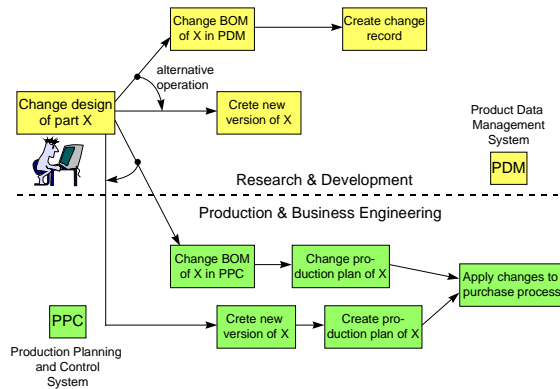 Change BOM
of X in PDM
Create change
record
alternative
operation
Change design
of part X
Crete new
version of X
Product Data
Management
System
PDM
Research & Development
Production & Business Engineering
Change BOM
of X in PPC
Change pro-
duction plan of X
Apply changes to
purchase process
Crete new
version of X
Create pro-
duction plan of X
PPC
Production Planning
and Control
System